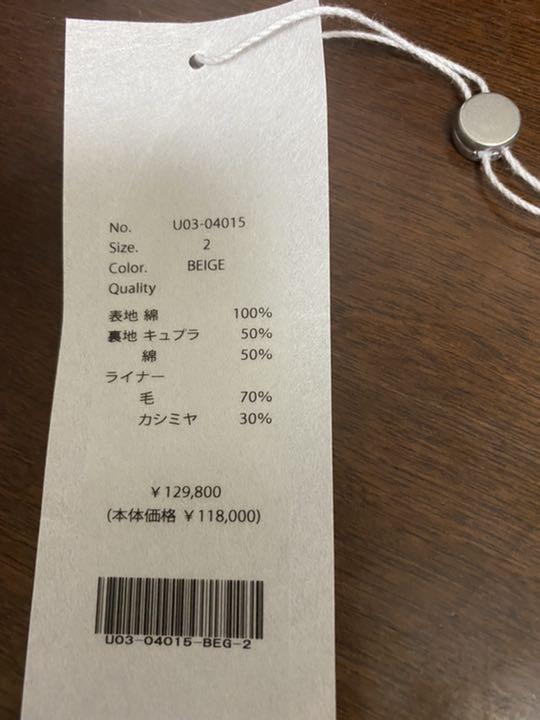 No. U03-04015
Size. 2
Color. BEIGE
Quality
表地 綿 100%
裏地 キュプラ 50%
綿 50%
ライナー
毛 70%
カシミヤ 30%
¥129,800
(本体価格 ¥118,000)
U03-04015-BEG-2